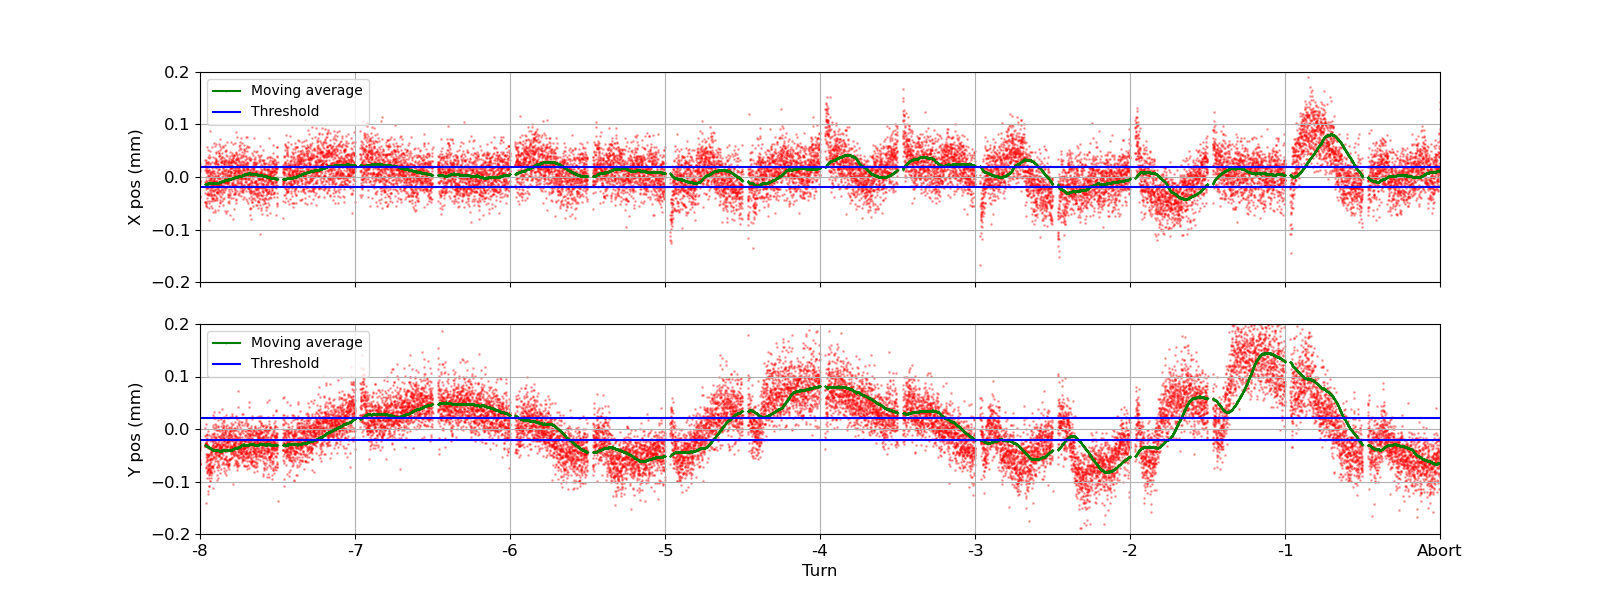 0.2
0.1
0.0
−0.1
−0.2
X pos (mm)
Moving average
Threshold
0.2
0.1
0.0
−0.1
−0.2
Y pos (mm)
Moving average
Threshold
-8 -7 -6 -5 -4 -3 -2 -1 Abort
Turn